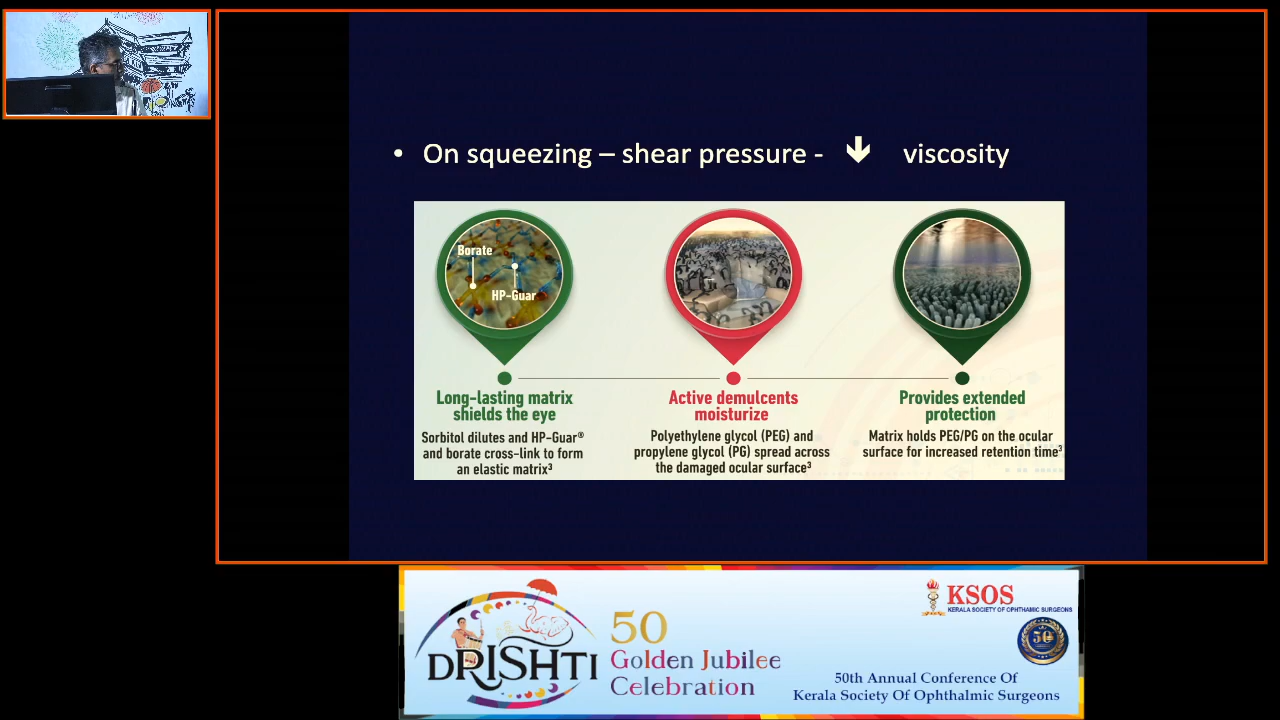 • On squeezing – shear pressure - 🡻 viscosity
Borate
HP-Guar
Long-lasting matrix
shields the eye
Sorbitol dilutes and HP-Guar®
and borate cross-link to form
an elastic matrix³
Active demulcents
moisturize
Polyethylene glycol (PEG) and
propylene glycol (PG) spread across
the damaged ocular surface³
Provides extended
protection
Matrix holds PEG/PG on the ocular
surface for increased retention time³
DRISHTI
50
Golden Jubilee
Celebration
KSOS
KERALA SOCIETY OF OPHTHAMIC SURGEONS
50
50th Annual Conference Of
Kerala Society Of Ophthalmic Surgeons